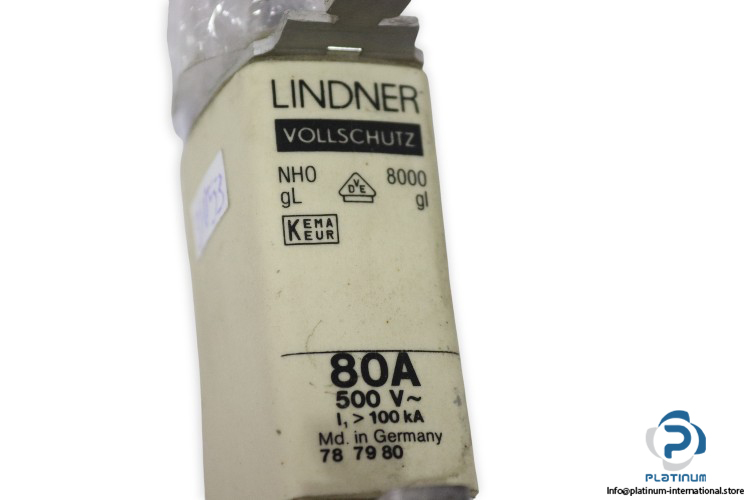 LINDNER
VOLLSCHUTZ
NH0 8000
gL gl
VDE
KEMA
KEUR
80A
500 V~
I₁ > 100 kA
Md. in Germany
78 79 80
PLATINUM
Info@platinum-international.store